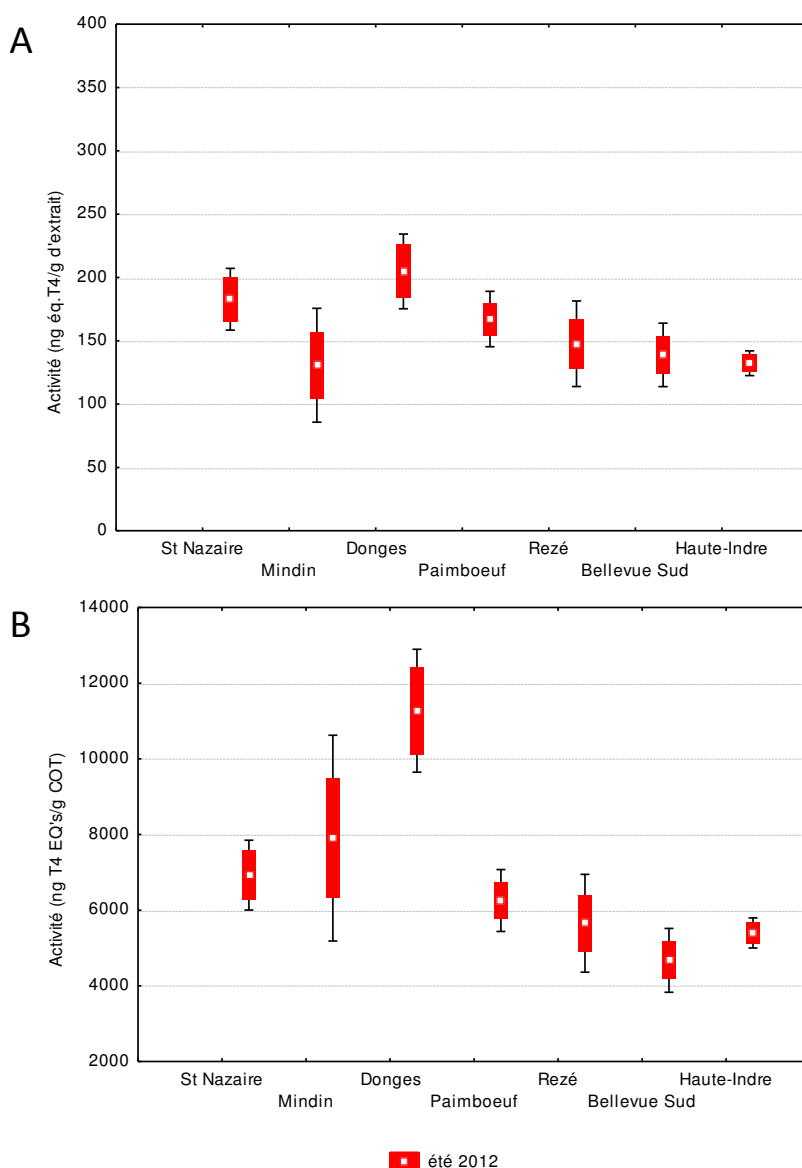 A
400
350
300
250
200
150
100
50
0
Activité (ng éq.T4/g d'extrait)
St Nazaire Donges Rezé Haute-Indre
Mindin Paimboeuf Bellevue Sud
B
14000
12000
10000
8000
6000
4000
2000
Activité (ng T4 EQ's/g COT)
St Nazaire Donges Rezé Haute-Indre
Mindin Paimboeuf Bellevue Sud
été 2012